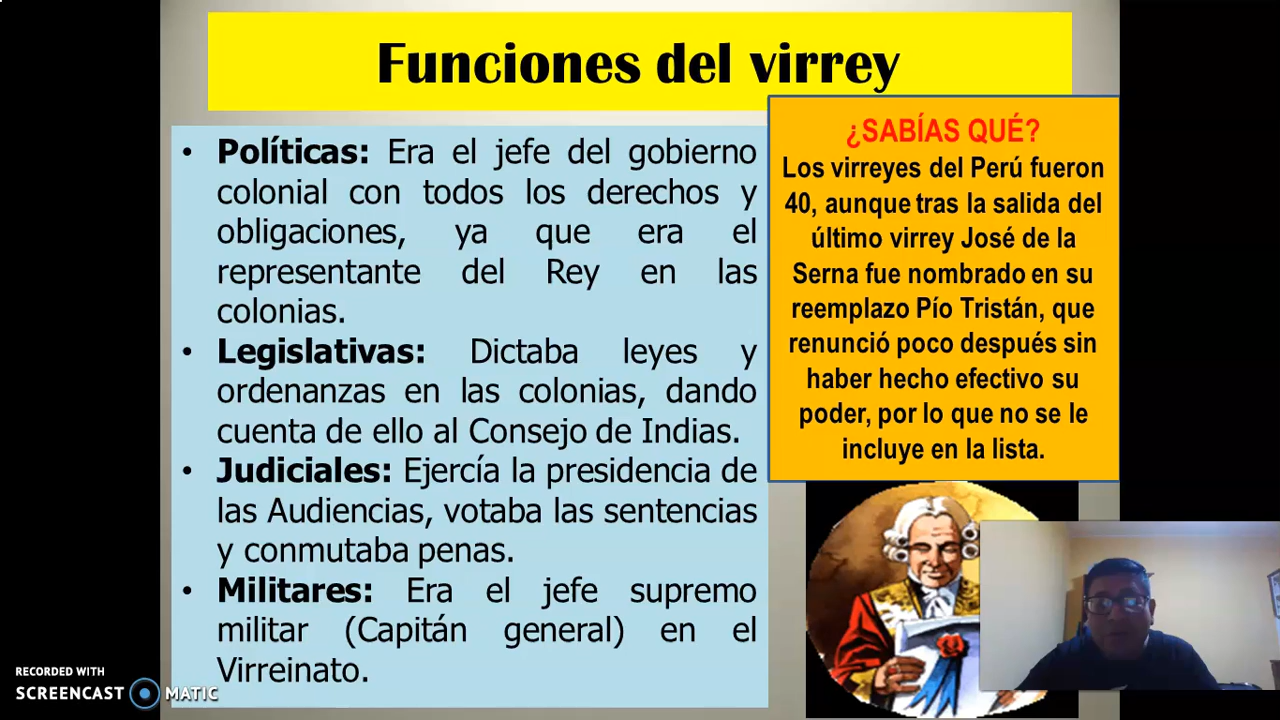 Funciones del virrey
• Políticas: Era el jefe del gobierno
colonial con todos los derechos y
obligaciones, ya que era el
representante del Rey en las
colonias.
• Legislativas: Dictaba leyes y
ordenanzas en las colonias, dando
cuenta de ello al Consejo de Indias.
• Judiciales: Ejercía la presidencia de
las Audiencias, votaba las sentencias
y conmutaba penas.
• Militares: Era el jefe supremo
militar (Capitán general) en el
Virreinato.
¿SABÍAS QUÉ?
Los virreyes del Perú fueron
40, aunque tras la salida del
último virrey José de la
Serna fue nombrado en su
reemplazo Pío Tristán, que
renunció poco después sin
haber hecho efectivo su
poder, por lo que no se le
incluye en la lista.
RECORDED WITH
SCREENCAST MATIC